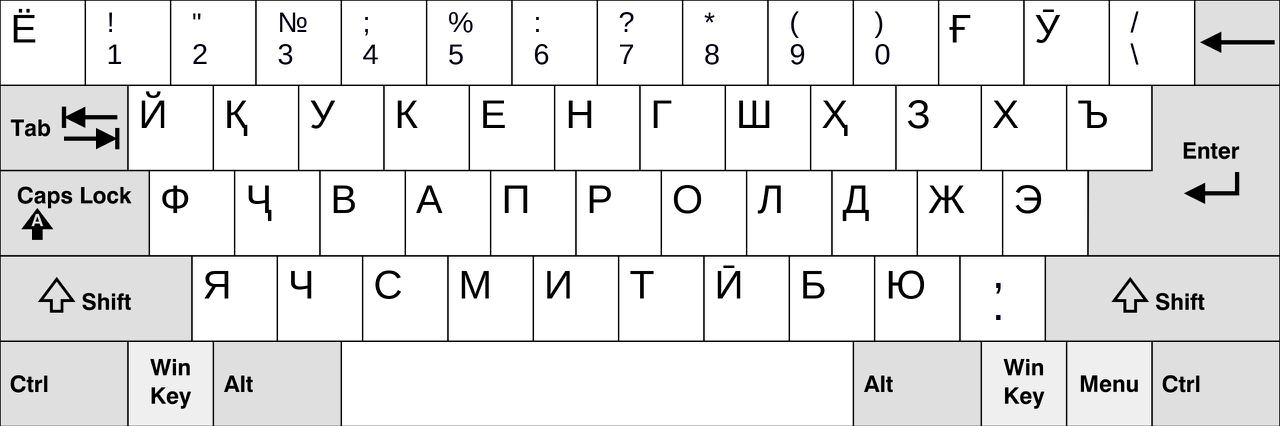 Ё ! " № ; % : ? * ( ) Ғ Ӯ /
1 2 3 4 5 6 7 8 9 0 \
Tab Й Қ У К Е Н Г Ш Ҳ З Х Ъ
Enter
Caps Lock Ф Ҷ В А П Р О Л Д Ж Э
A
Shift Я Ч С М И Т Ӣ Б Ю , Shift
.
Ctrl Win Alt Alt Win Menu Ctrl
Key Key